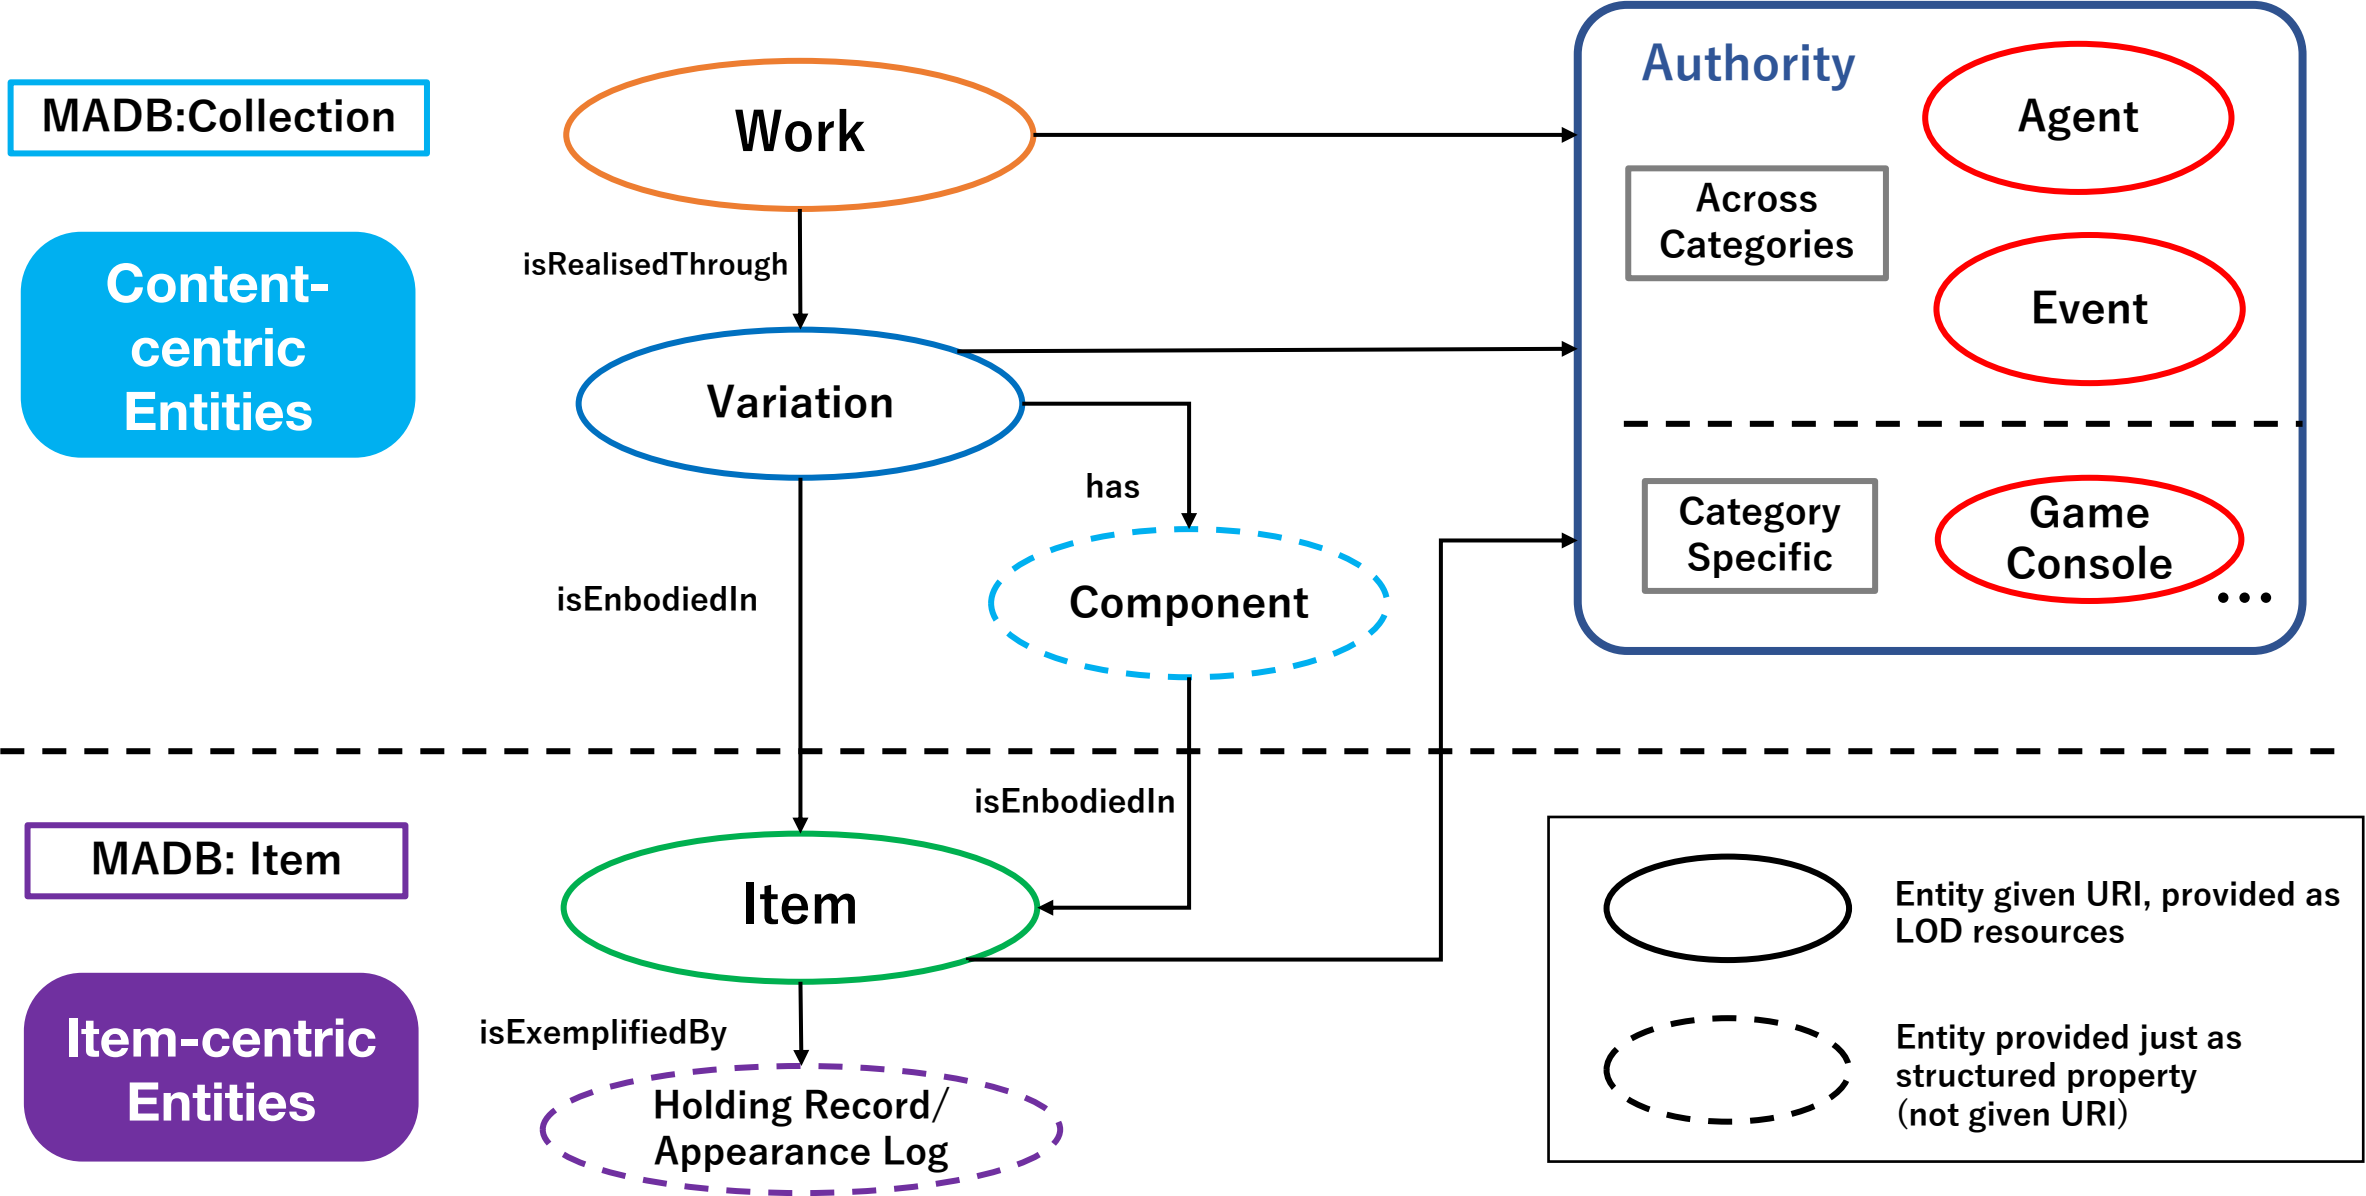 MADB:Collection
Content-
centric
Entities
Work
isRealisedThrough
Variation
has
isEnbodiedIn
Component
Authority
Agent
Across
Categories
Event
Category
Specific
Game
Console
...
MADB: Item
Item-centric
Entities
isEnbodiedIn
Item
isExemplifiedBy
Holding Record/
Appearance Log
Entity given URI, provided as
LOD resources
Entity provided just as
structured property
(not given URI)